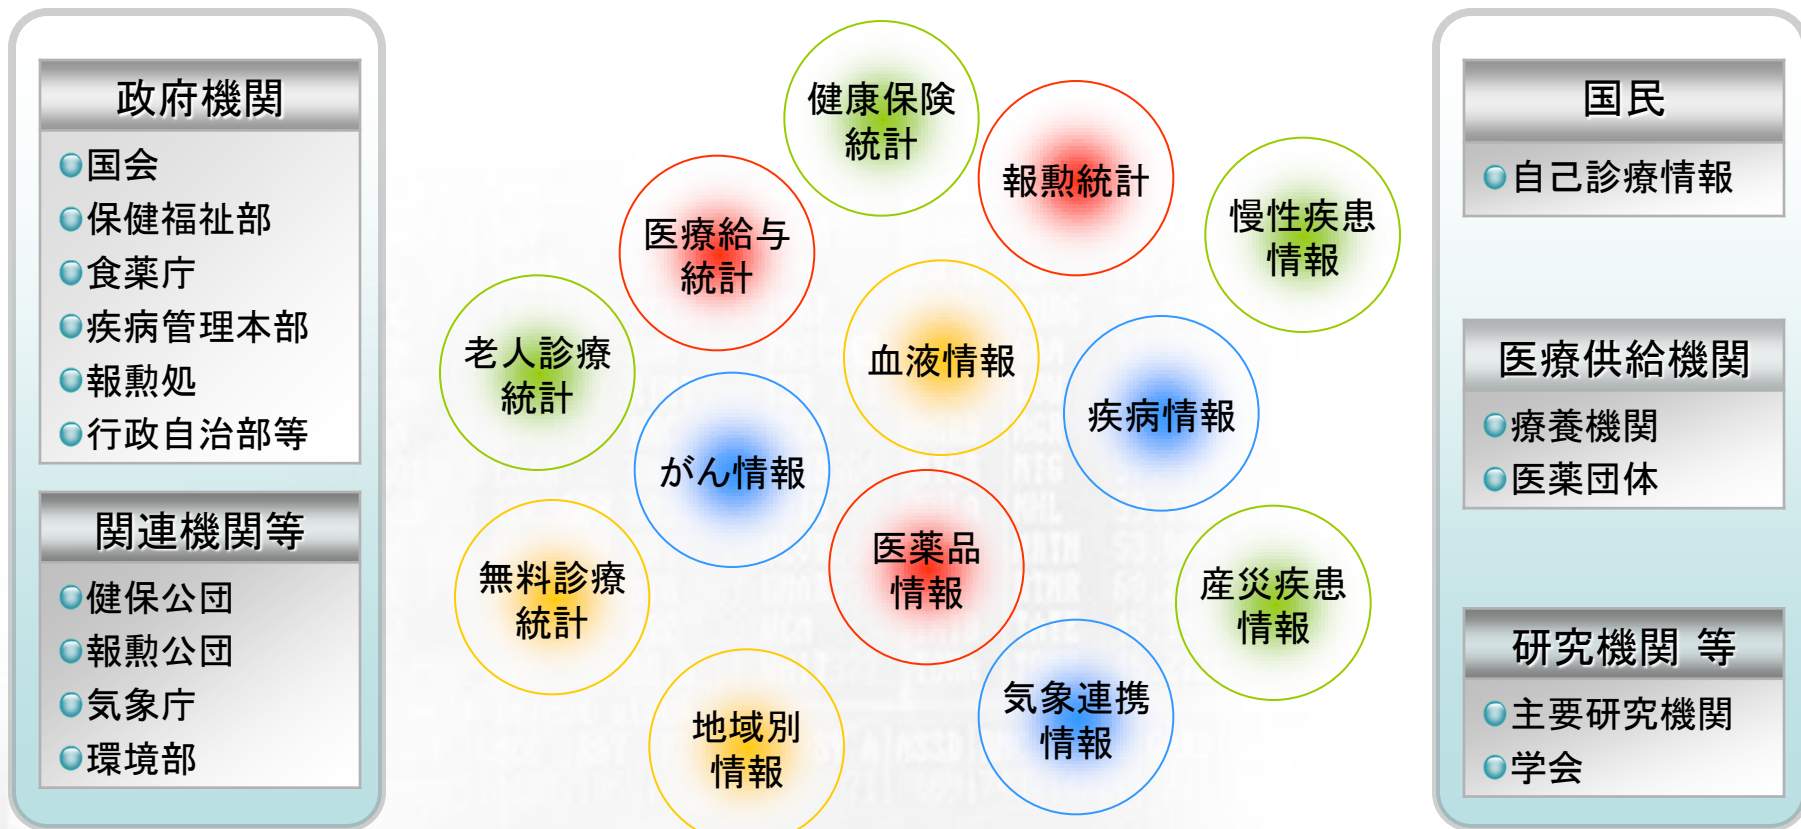 政府機関
国会
保健福祉部
食薬庁
疾病管理本部
報勲処
行政自治部等
関連機関等
健保公団
報勲公団
気象庁
環境部
健康保険
統計
報勲統計
慢性疾患
情報
医療給与
統計
老人診療
統計
血液情報
疾病情報
がん情報
医薬品
情報
無料診療
統計
産災疾患
情報
地域別
情報
気象連携
情報
国民
自己診療情報
医療供給機関
療養機関
医薬団体
研究機関 等
主要研究機関
学会